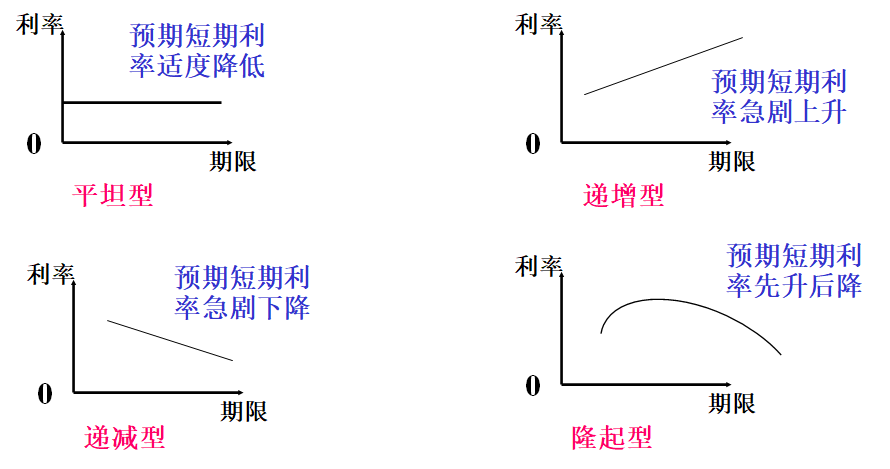 利率
预期短期利
率适度降低
0
期限
平坦型
利率
预期短期利
率急剧上升
0
期限
递增型
利率
预期短期利
率急剧下降
0
期限
递减型
利率
预期短期利
率先升后降
0
期限
隆起型